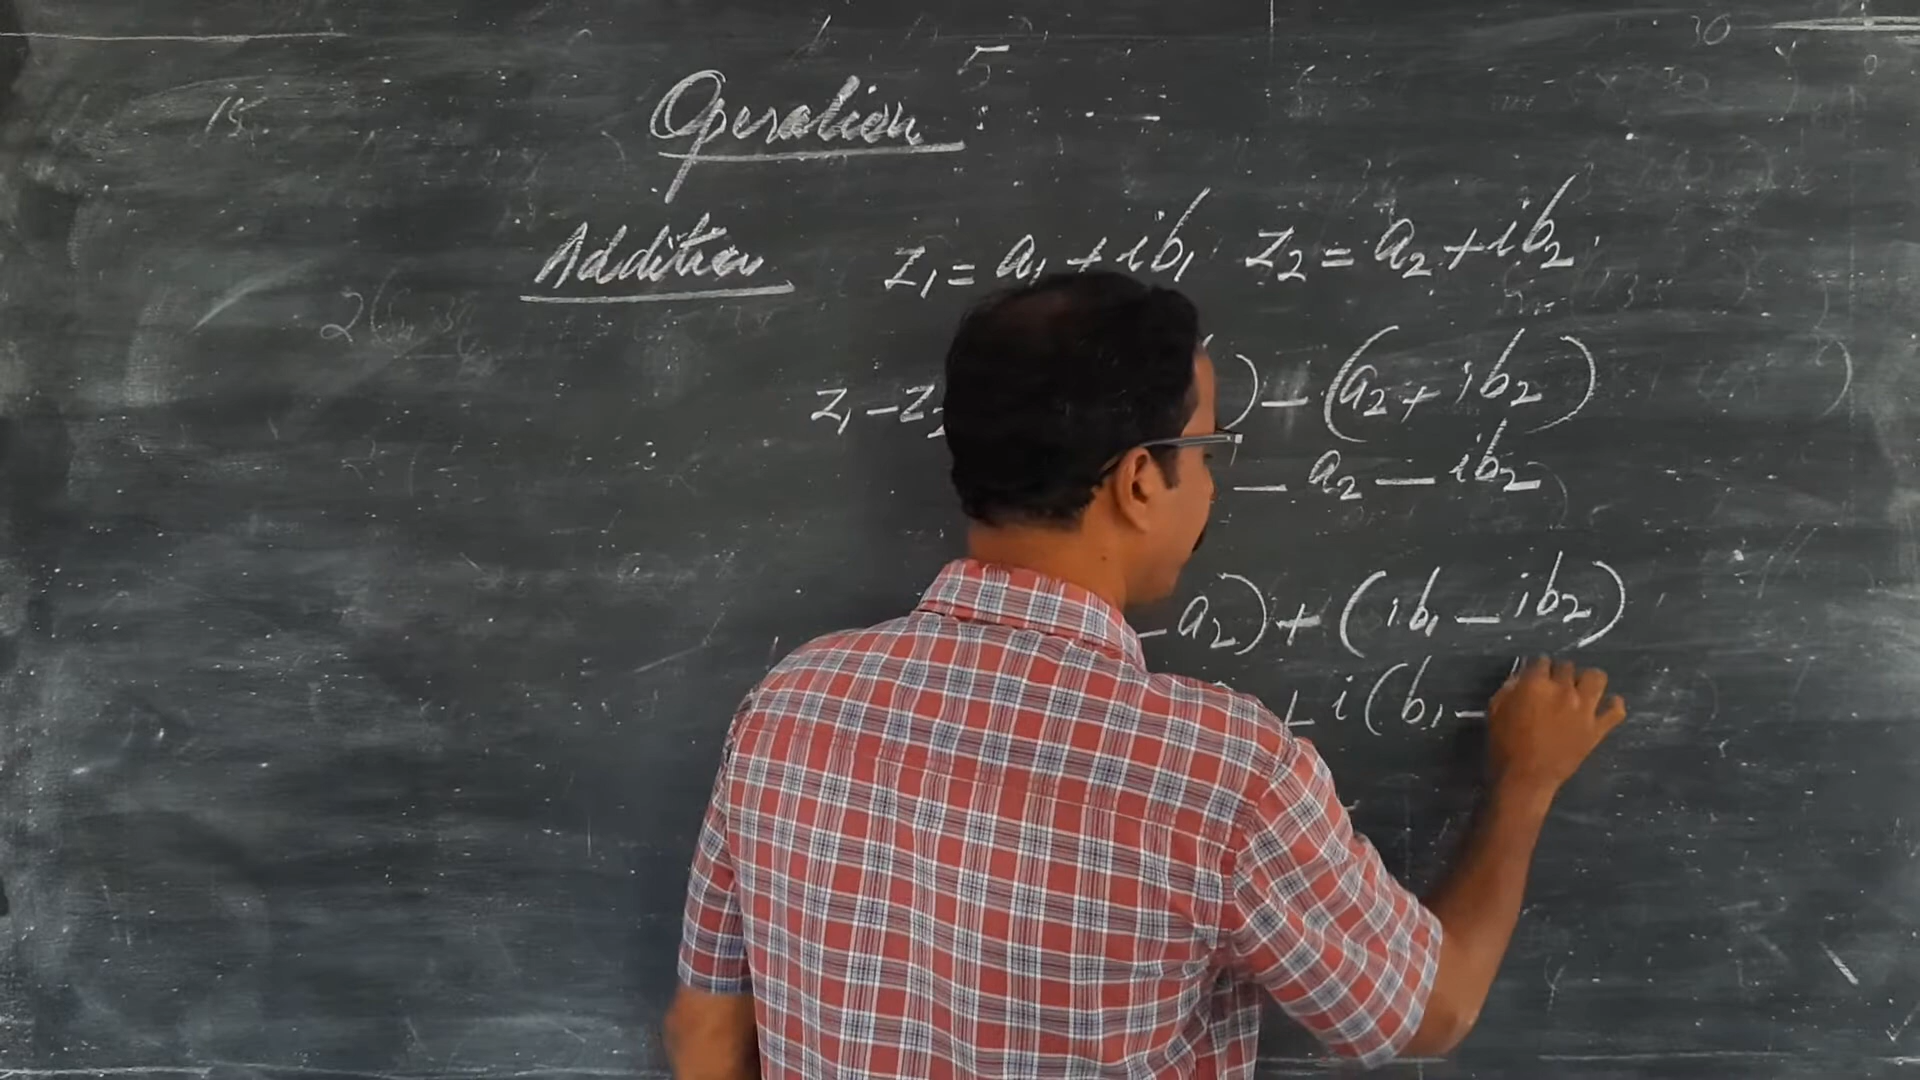 Operation
Addition z₁ = a₁ + ib₁ z₂ = a₂ + ib₂
z₁ - z₂ ) - (a₂ + ib₂)
- a₂ - ib₂
- a₂) + (ib₁ - ib₂)
+ i(b₁ -